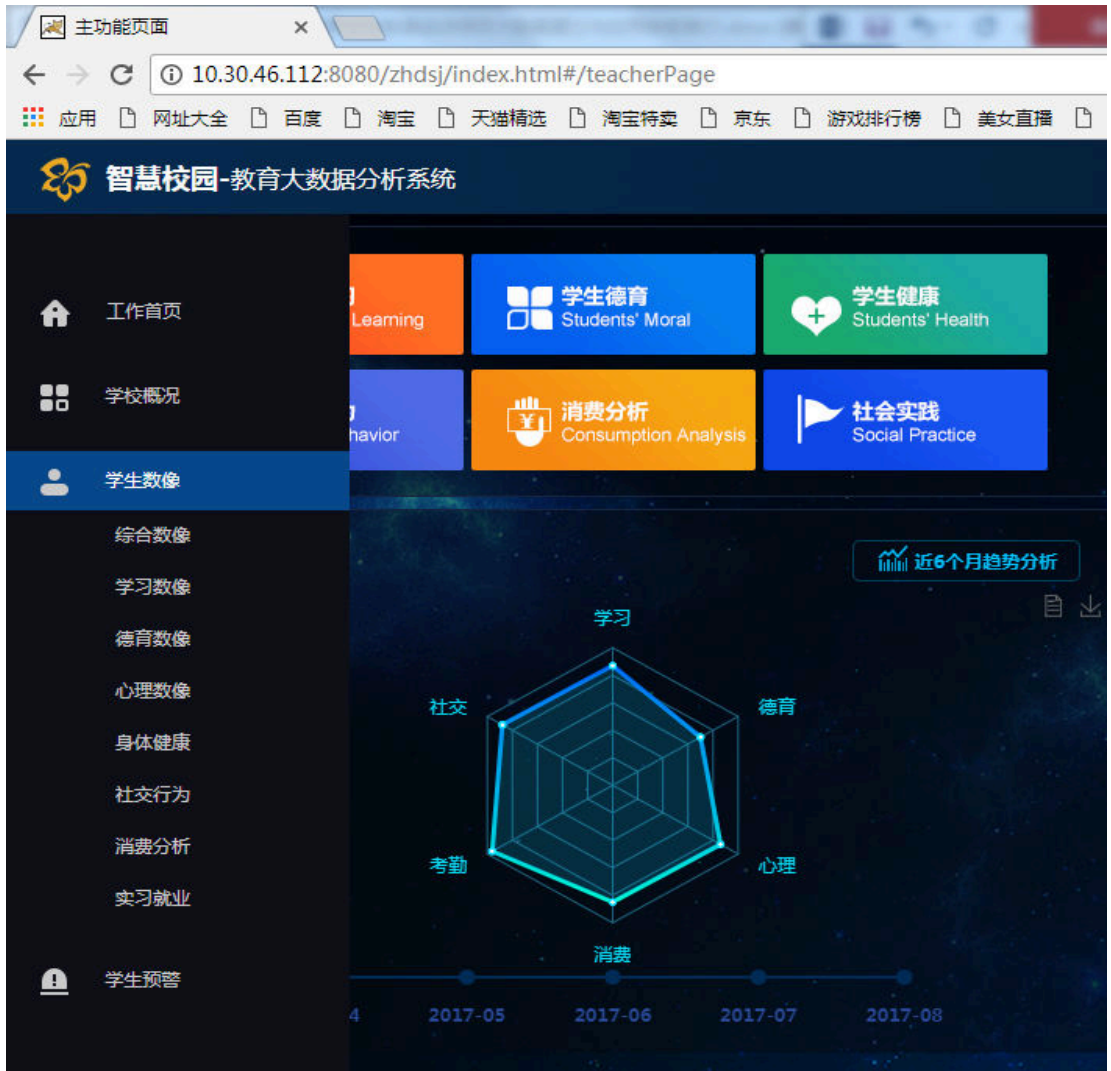 主功能页面
10.30.46.112:8080/zhdsj/index.html#/teacherPage
应用 网址大全 百度 淘宝 天猫精选 淘宝特卖 京东 游戏排行榜 美女直播
智慧校园-教育大数据分析系统
工作首页
学校概况
学生数像
综合数像
学习数像
德育数像
心理数像
身体健康
社交行为
消费分析
实习就业
学生预警
Learning
学生德育
Students' Moral
学生健康
Students' Health
havior
消费分析
Consumption Analysis
社会实践
Social Practice
近6个月趋势分析
学习
社交
德育
考勤
心理
消费
4 2017-05 2017-06 2017-07 2017-08